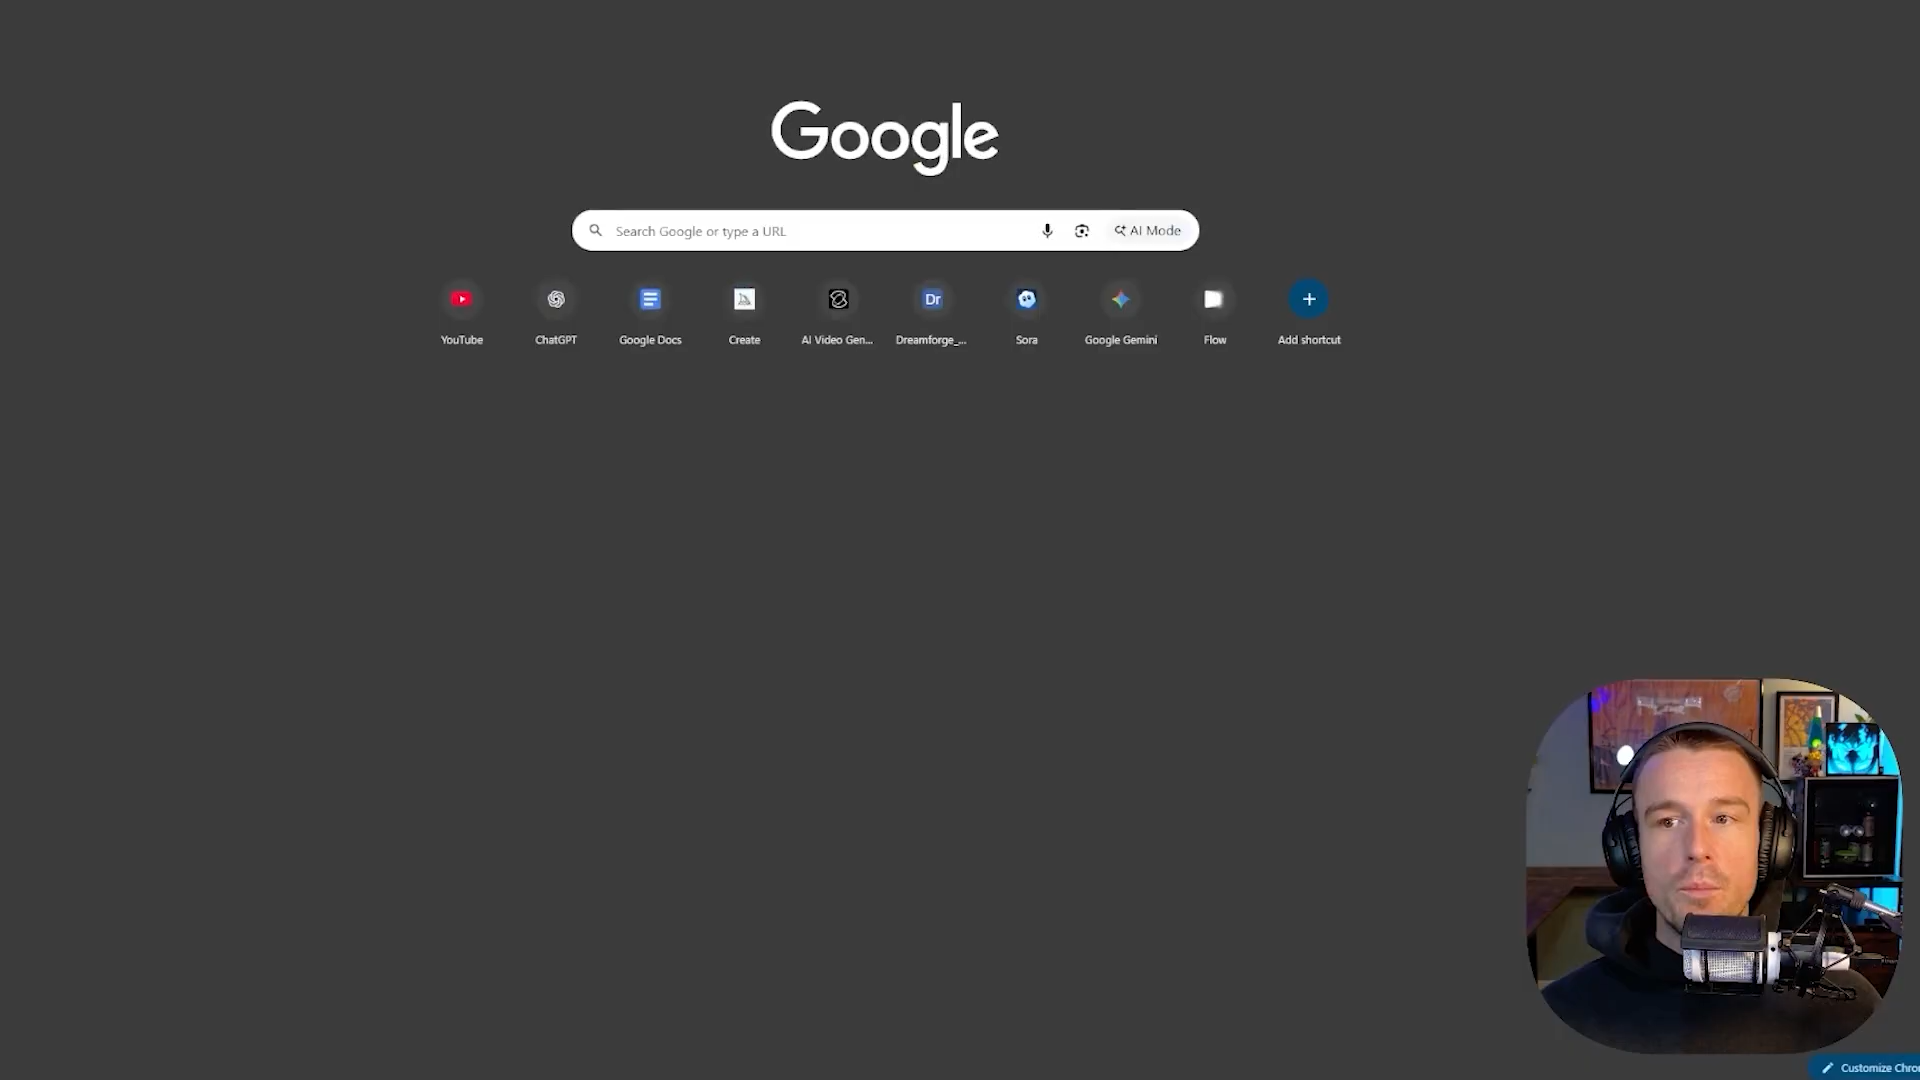 Google
Search Google or type a URL
AI Mode
YouTube
ChatGPT
Google Docs
Create
AI Video Gen...
Dr
Dreamforge_...
Sora
Google Gemini
Flow
Add shortcut
Customize Chro